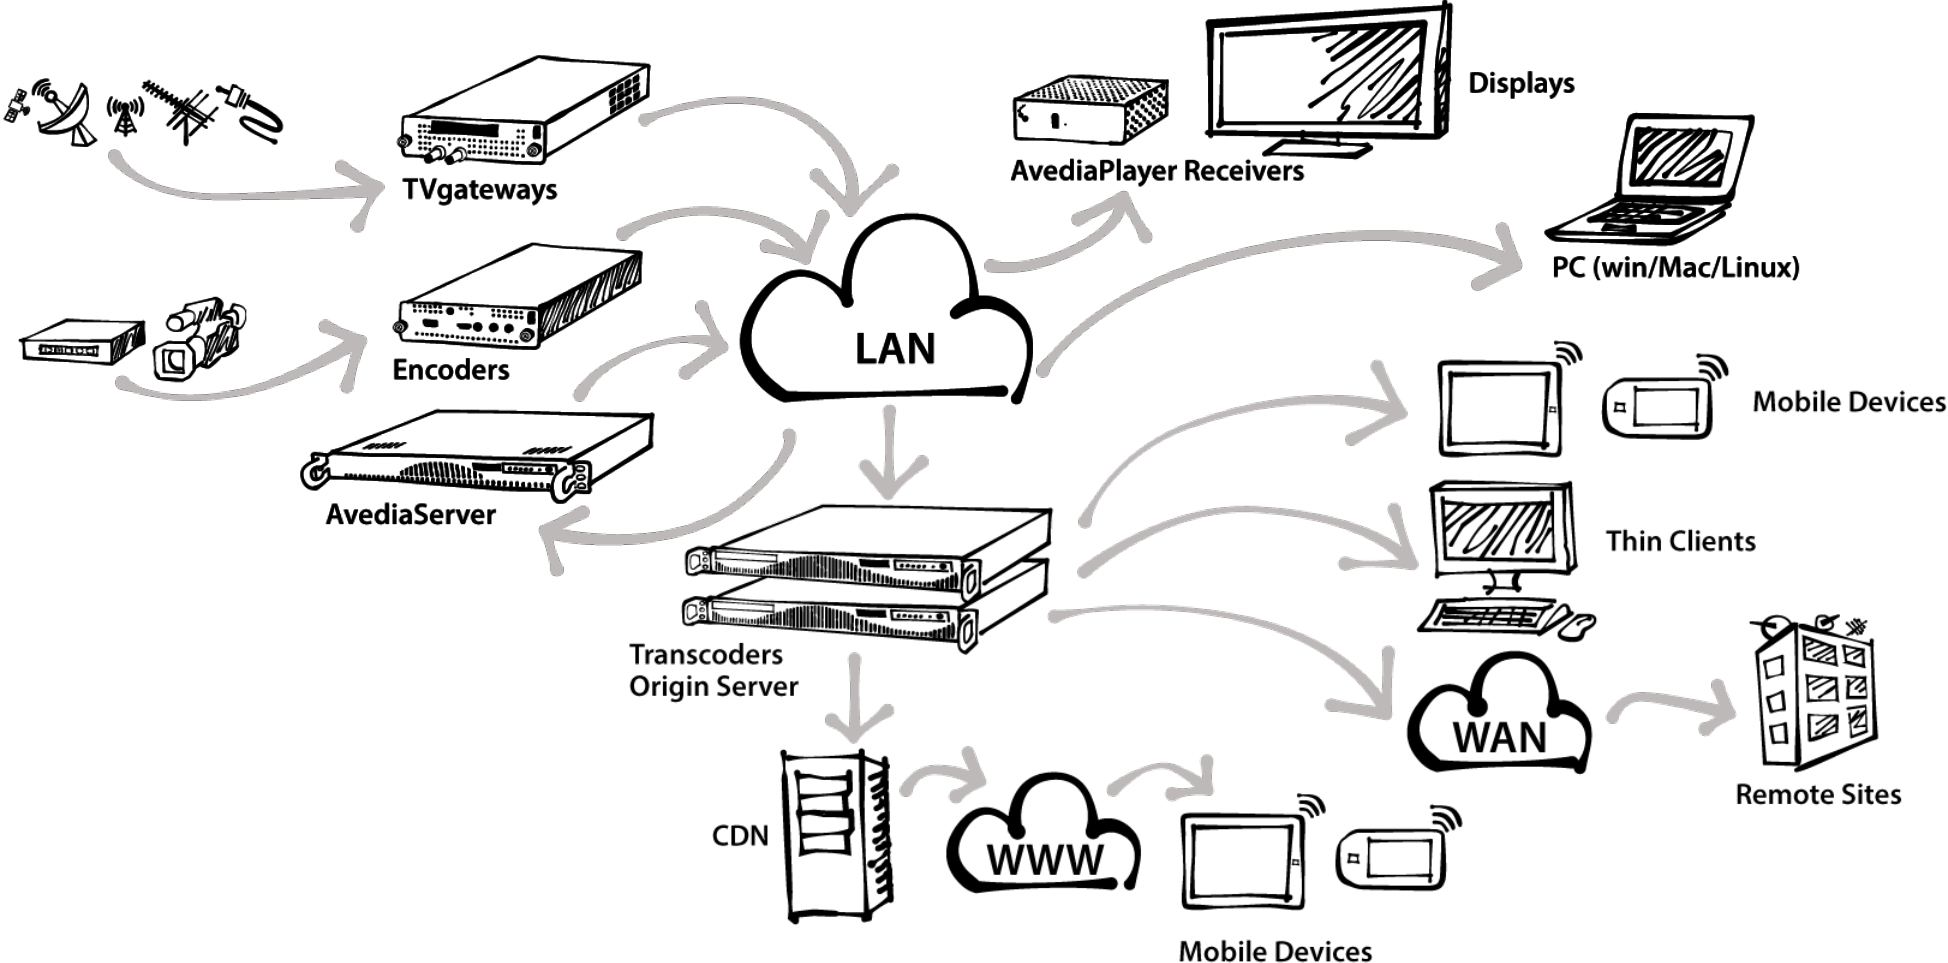 Displays
AvediaPlayer Receivers
TVgateways
PC (win/Mac/Linux)
LAN
Encoders
Mobile Devices
AvediaServer
Thin Clients
Transcoders
Origin Server
WAN
Remote Sites
CDN
WWW
Mobile Devices